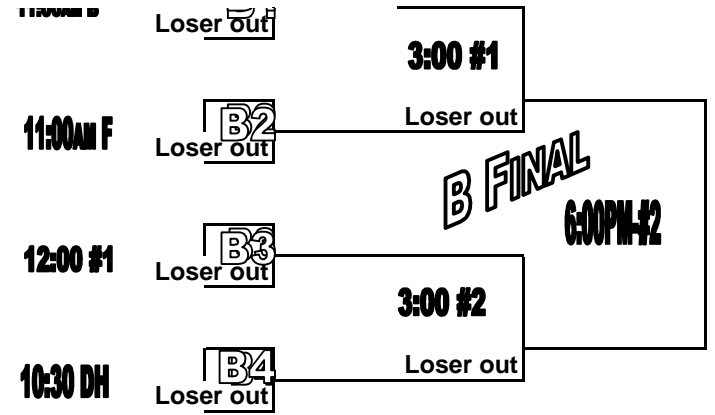 Loser out
3:00 #1
Loser out
11:00AM F
B2
Loser out
B FINAL
6:00PM-#2
12:00 #1
B3
Loser out
3:00 #2
Loser out
10:30 DH
B4
Loser out